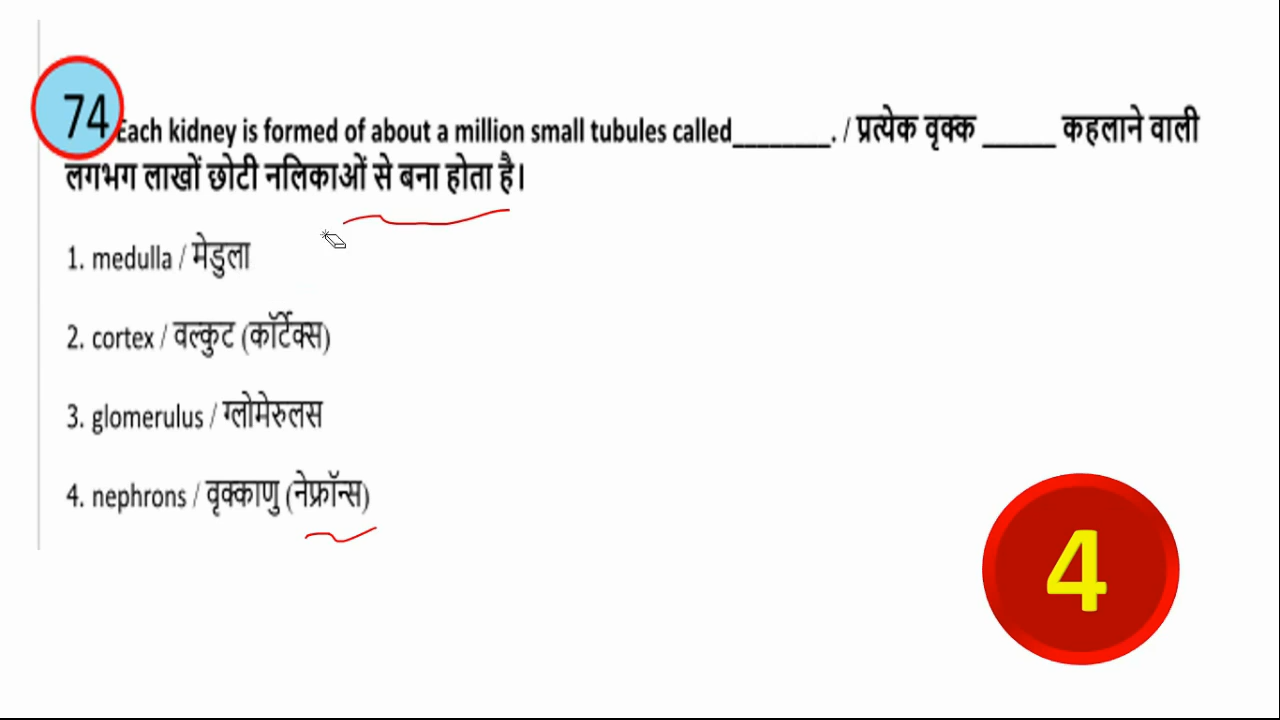 74 Each kidney is formed of about a million small tubules called________. / प्रत्येक वृक्क _____ कहलाने वाली
लगभग लाखों छोटी नलिकाओं से बना होता है।
1. medulla / मेडुला
2. cortex / वल्कुट (कॉर्टेक्स)
3. glomerulus / ग्लोमेरुलस
4. nephrons / वृक्काणु (नेफ्रॉन्स)
4